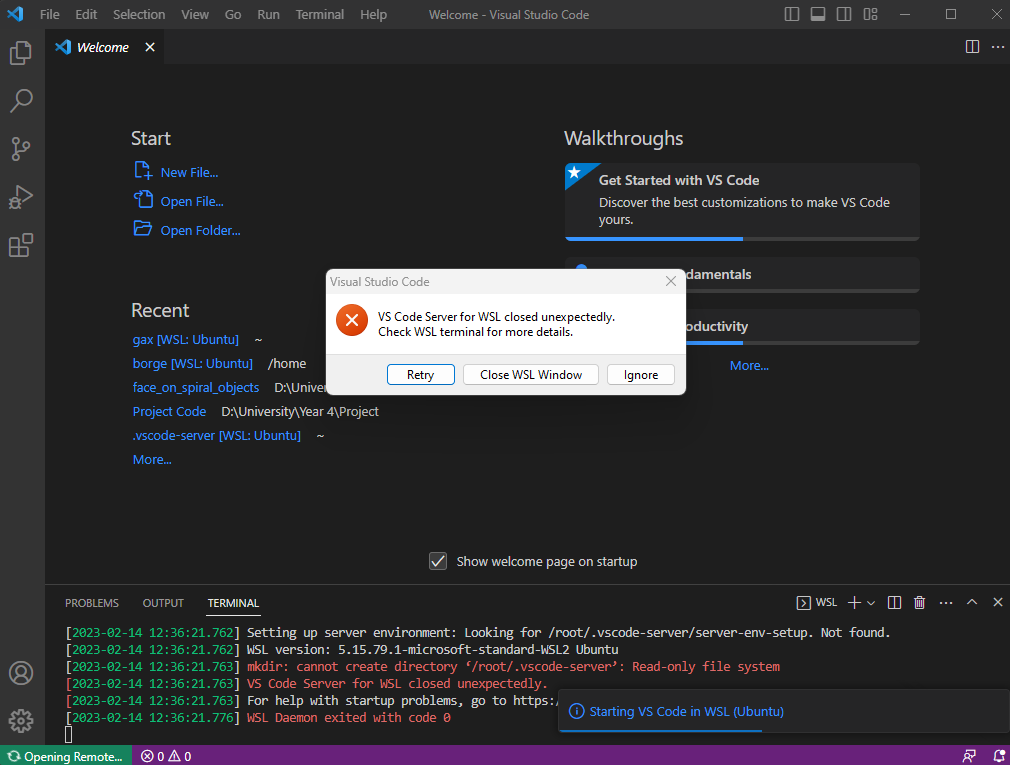 File Edit Selection View Go Run Terminal Help Welcome - Visual Studio Code
Welcome
Start
New File...
Open File...
Open Folder...
Recent
gax [WSL: Ubuntu] ~
borge [WSL: Ubuntu] /home
face_on_spiral_objects D:\Univer
Project Code D:\University\Year 4\Project
.vscode-server [WSL: Ubuntu] ~
More...
Walkthroughs
Get Started with VS Code
Discover the best customizations to make VS Code
yours.
damentals
oductivity
More...
Visual Studio Code
VS Code Server for WSL closed unexpectedly.
Check WSL terminal for more details.
Retry Close WSL Window Ignore
Show welcome page on startup
PROBLEMS OUTPUT TERMINAL WSL
[2023-02-14 12:36:21.762] Setting up server environment: Looking for /root/.vscode-server/server-env-setup. Not found.
[2023-02-14 12:36:21.762] WSL version: 5.15.79.1-microsoft-standard-WSL2 Ubuntu
[2023-02-14 12:36:21.763] mkdir: cannot create directory ‘/root/.vscode-server’: Read-only file system
[2023-02-14 12:36:21.763] VS Code Server for WSL closed unexpectedly.
[2023-02-14 12:36:21.763] For help with startup problems, go to https:/
[2023-02-14 12:36:21.776] WSL Daemon exited with code 0
Starting VS Code in WSL (Ubuntu)
Opening Remote... 0 0